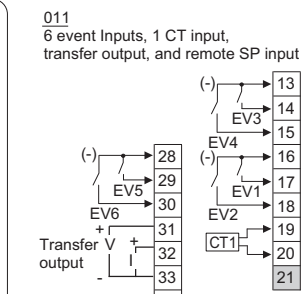 011
6 event Inputs, 1 CT input,
transfer output, and remote SP input
(-)
13
14
EV3
15
EV4
(-)
28
(-)
16
29
EV5
17
EV1
30
EV6
18
EV2
+
31
19
Transfer V
+
32
CT1
20
output
I
-
33
21